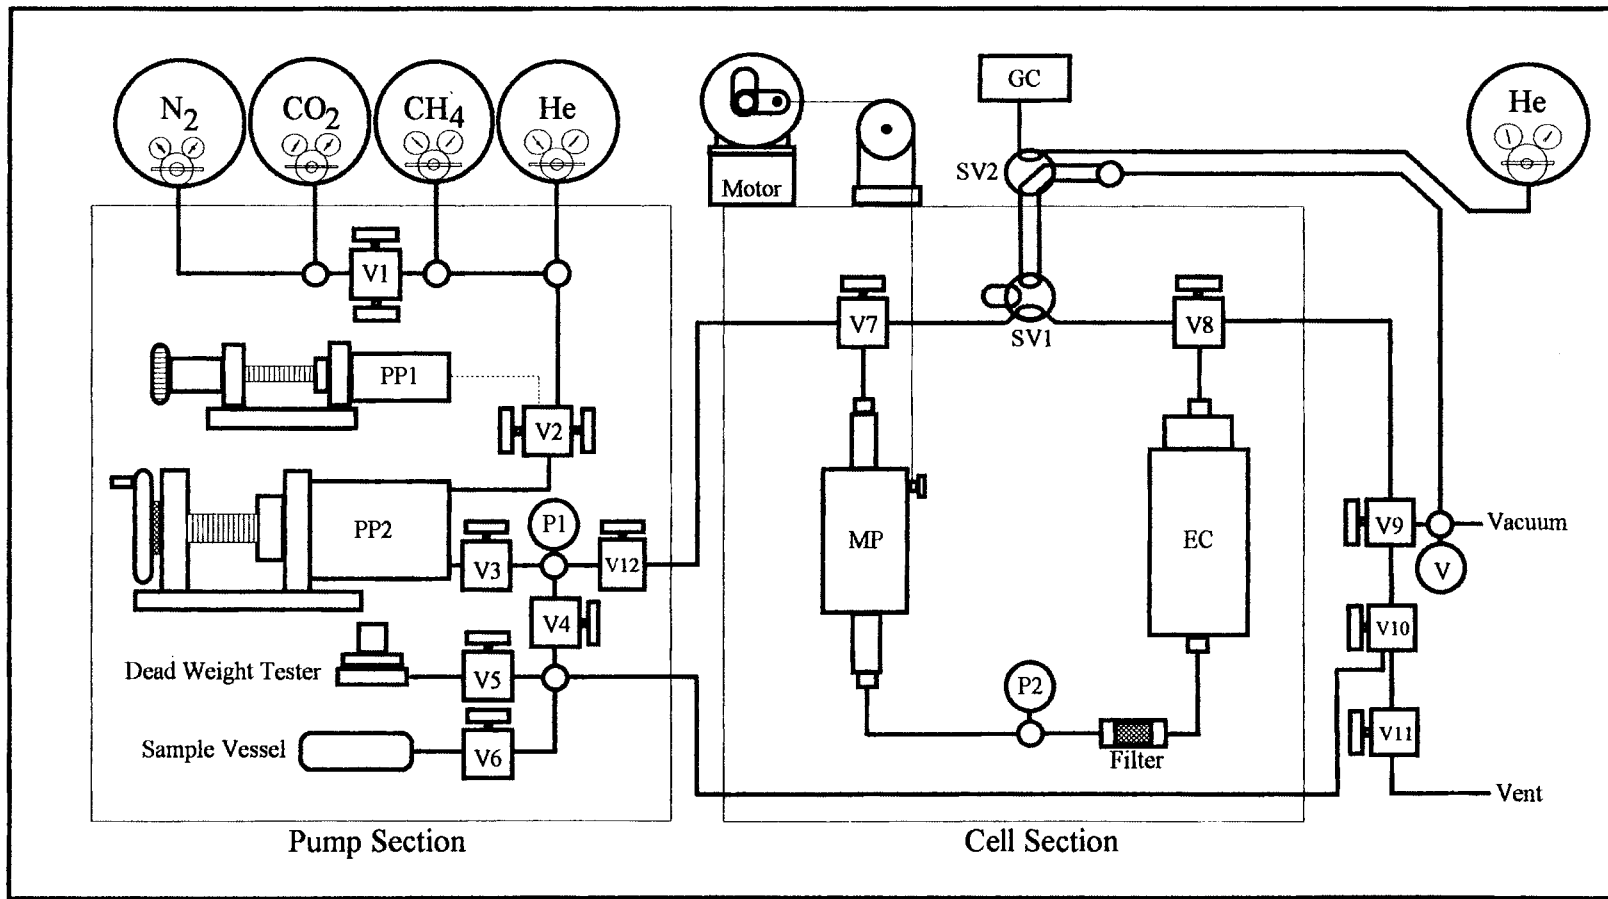 N2
CO2
CH4
He
GC
He
SV2
Motor
V1
V7
SV1
V8
PP1
V2
PP2
P1
V3
V12
MP
EC
V9
Vacuum
V
V4
V10
Dead Weight Tester
V5
P2
Sample Vessel
V6
Filter
V11
Vent
Pump Section
Cell Section